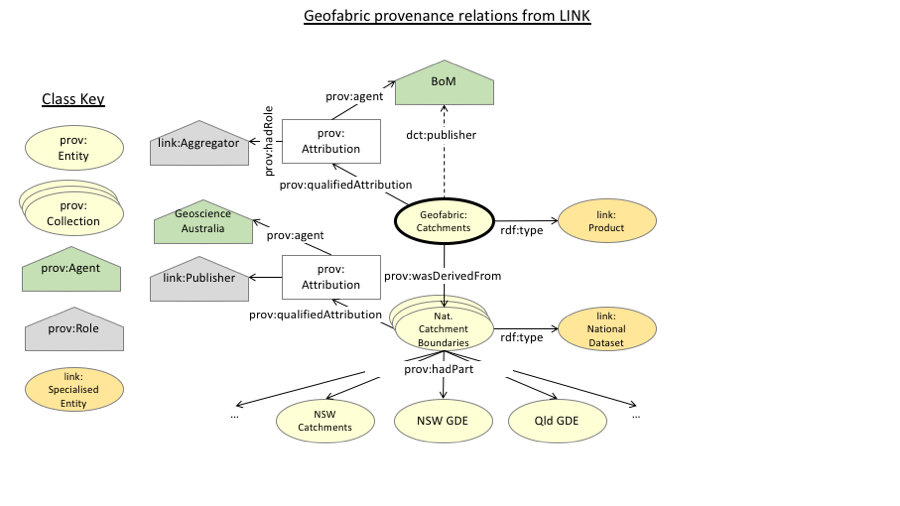 Geofabric provenance relations from LINK
Class Key
prov:
Entity
prov:
Collection
prov:Agent
prov:Role
link:
Specialised
Entity
BoM
prov:agent
dct:publisher
prov:hadRole
link:Aggregator
prov:
Attribution
prov:qualifiedAttribution
Geofabric:
Catchments
rdf:type
link:
Product
Geoscience
Australia
prov:agent
link:Publisher
prov:
Attribution
prov:wasDerivedFrom
prov:qualifiedAttribution
Nat.
Catchment
Boundaries
rdf:type
link:
National
Dataset
prov:hadPart
...
NSW
Catchments
NSW GDE
Qld GDE
...